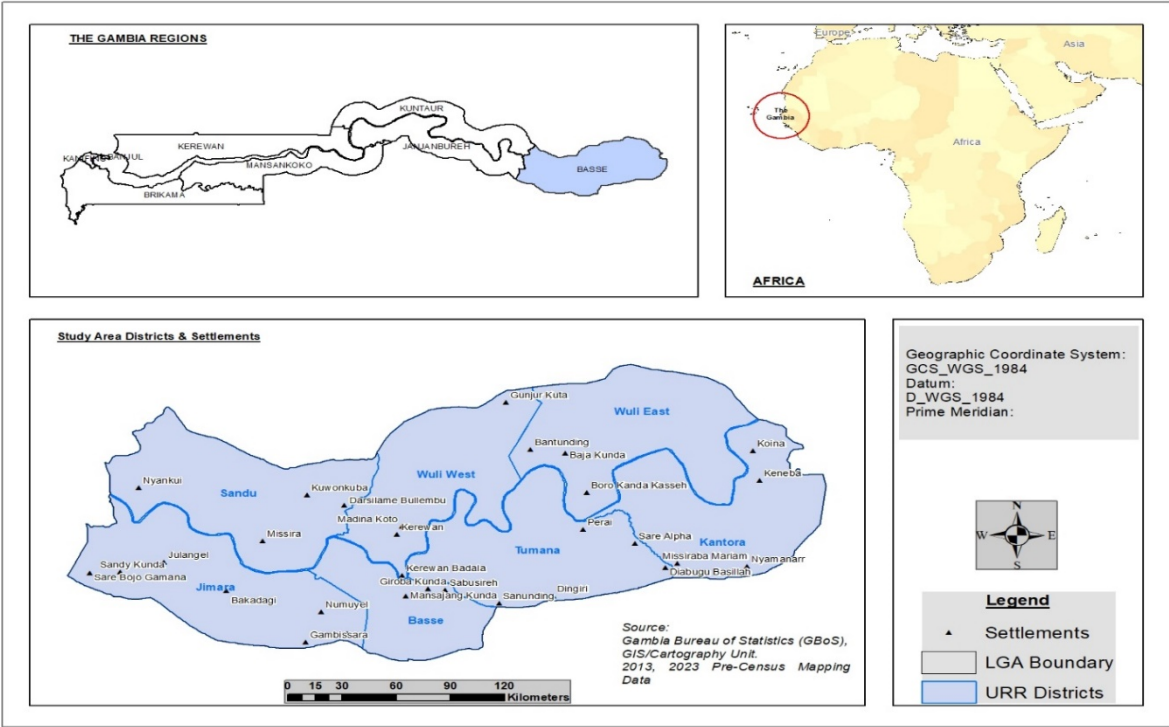 THE GAMBIA REGIONS
KUNTAUR
KEREWAN
BANJUL
JANJANBUREH
MANSANKOKO
BASSE
BRIKAMA
Europe
Asia
The
Gambia
Africa
AFRICA
Study Area Districts & Settlements
Gunjur Kuta
Wuli East
Bantunding
Baja Kunda
Koina
Wuli West
Keneba
Nyankui
Sandu
Kuwonkuba
Boro Kanda Kasseh
Darsilame Bullembu
Madina Koto
Kerewan
Perai
Missira
Tumana
Sare Alpha
Kantora
Julangel
Sandy Kunda
Missiraba Mariam
Nyamanarr
Sare Bojo Gamana
Kerewan Badala
Diabugu Basillah
Jimara
Giroba Kunda
Sabusireh
Dingiri
Bakadagi
Mansajang Kunda
Sanunding
Numuyel
Basse
Gambissara
Source:
Gambia Bureau of Statistics (GBoS),
GIS/Cartography Unit.
2013, 2023 Pre-Census Mapping
Data
0 15 30 60 90 120
Kilometers
Geographic Coordinate System:
GCS_WGS_1984
Datum:
D_WGS_1984
Prime Meridian:
N
W E
S
Legend
Settlements
LGA Boundary
URR Districts